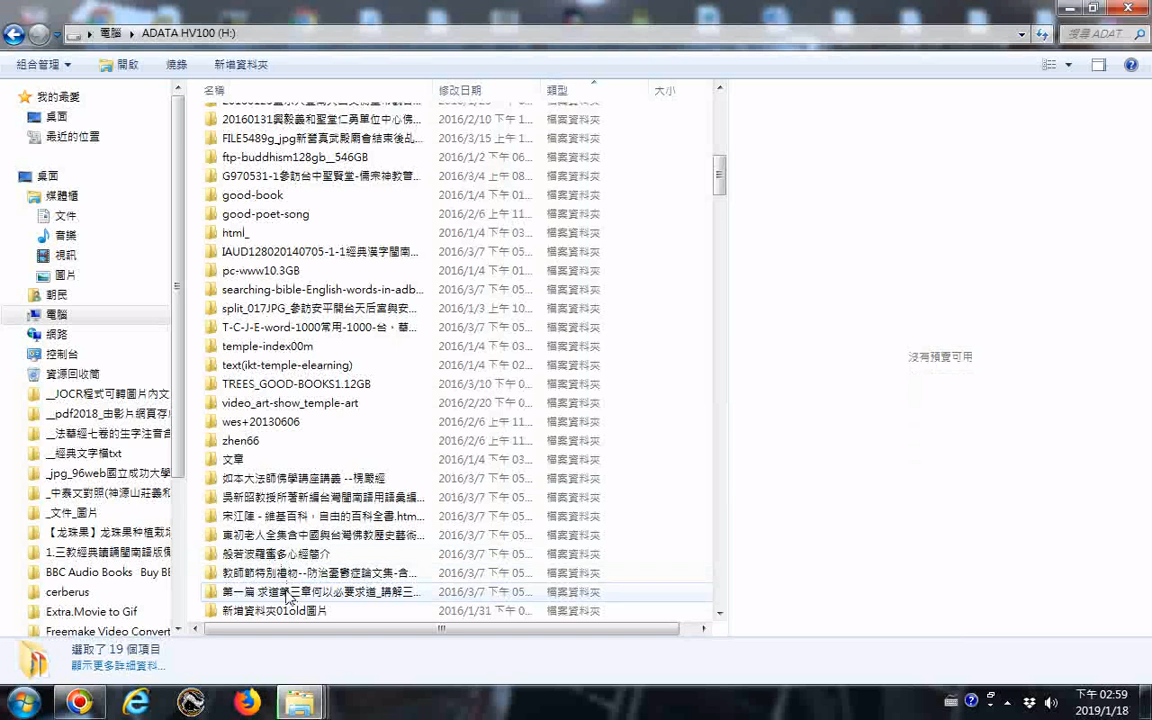 電腦 ▸ ADATA HV100 (H:)
搜尋 ADAT
組合管理 ▼ 開啟 燒錄 新增資料夾
我的最愛
桌面
最近的位置
桌面
媒體櫃
文件
音樂
視訊
圖片
朝民
電腦
網路
控制台
資源回收筒
__JOCR程式可轉圖片內文
__pdf2018_由影片網頁存
__法華經七卷的生字注音
__經典文字檔txt
_jpg_96web國立成功大學
_中泰文對照(神源山莊義和
_文件_圖片
【龙珠果】龙珠果种植栽
1.三教經典講讀閩南語版
BBC Audio Books Buy BB
cerberus
Extra.Movie to Gif
Freemake Video Convert
名稱 修改日期 類型 大小
20160131興毅義和聖堂仁勇單位中心佛... 2016/2/10 下午 1... 檔案資料夾
FILE5489g_jpg新營真武殿廟會結束後乩... 2016/3/15 上午 1... 檔案資料夾
ftp-buddhism128gb__546GB 2016/1/2 下午 06... 檔案資料夾
G970531-1參訪台中聖賢堂-儒宗神教豐... 2016/3/4 上午 08... 檔案資料夾
good-book 2016/1/4 下午 01... 檔案資料夾
good-poet-song 2016/2/6 上午 11... 檔案資料夾
html_ 2016/1/4 下午 03... 檔案資料夾
IAUD128020140705-1-1經典漢字閩南... 2016/3/7 下午 05... 檔案資料夾
pc-www10.3GB 2016/1/4 下午 01... 檔案資料夾
searching-bible-English-words-in-adb... 2016/3/7 下午 05... 檔案資料夾
split_017JPG_參訪安平開台天后宮與安... 2016/1/3 下午 10... 檔案資料夾
T-C-J-E-word-1000常用-1000-台，華... 2016/3/7 下午 05... 檔案資料夾
temple-index00m 2016/1/4 下午 03... 檔案資料夾
text(ikt-temple-elearning) 2016/1/4 下午 02... 檔案資料夾
TREES_GOOD-BOOKS1.12GB 2016/3/10 下午 0... 檔案資料夾
video_art-show_temple-art 2016/2/20 下午 0... 檔案資料夾
wes+20130606 2016/2/6 上午 11... 檔案資料夾
zhen66 2016/2/6 上午 11... 檔案資料夾
文章 2016/1/4 下午 03... 檔案資料夾
如本大法師佛學講座講義 --楞嚴經 2016/3/7 下午 05... 檔案資料夾
吳新昭教授所著新編台灣閩南語用語彙編... 2016/3/7 下午 05... 檔案資料夾
宋江陣 - 維基百科，自由的百科全書.htm... 2016/3/7 下午 05... 檔案資料夾
東初老人全集含中國與台灣佛教歷史藝術... 2016/3/7 下午 05... 檔案資料夾
般若波羅蜜多心經簡介 2016/3/7 下午 05... 檔案資料夾
教師節特別禮物--防治憂鬱症論文集-含... 2016/3/7 下午 05... 檔案資料夾
第一篇 求道第三章何以必要求道_講解三... 2016/3/7 下午 05... 檔案資料夾
新增資料夾01old圖片 2016/1/31 下午 0... 檔案資料夾
沒有預覽可用
選取了 19 個項目
顯示更多詳細資料...
下午 02:59
2019/1/18